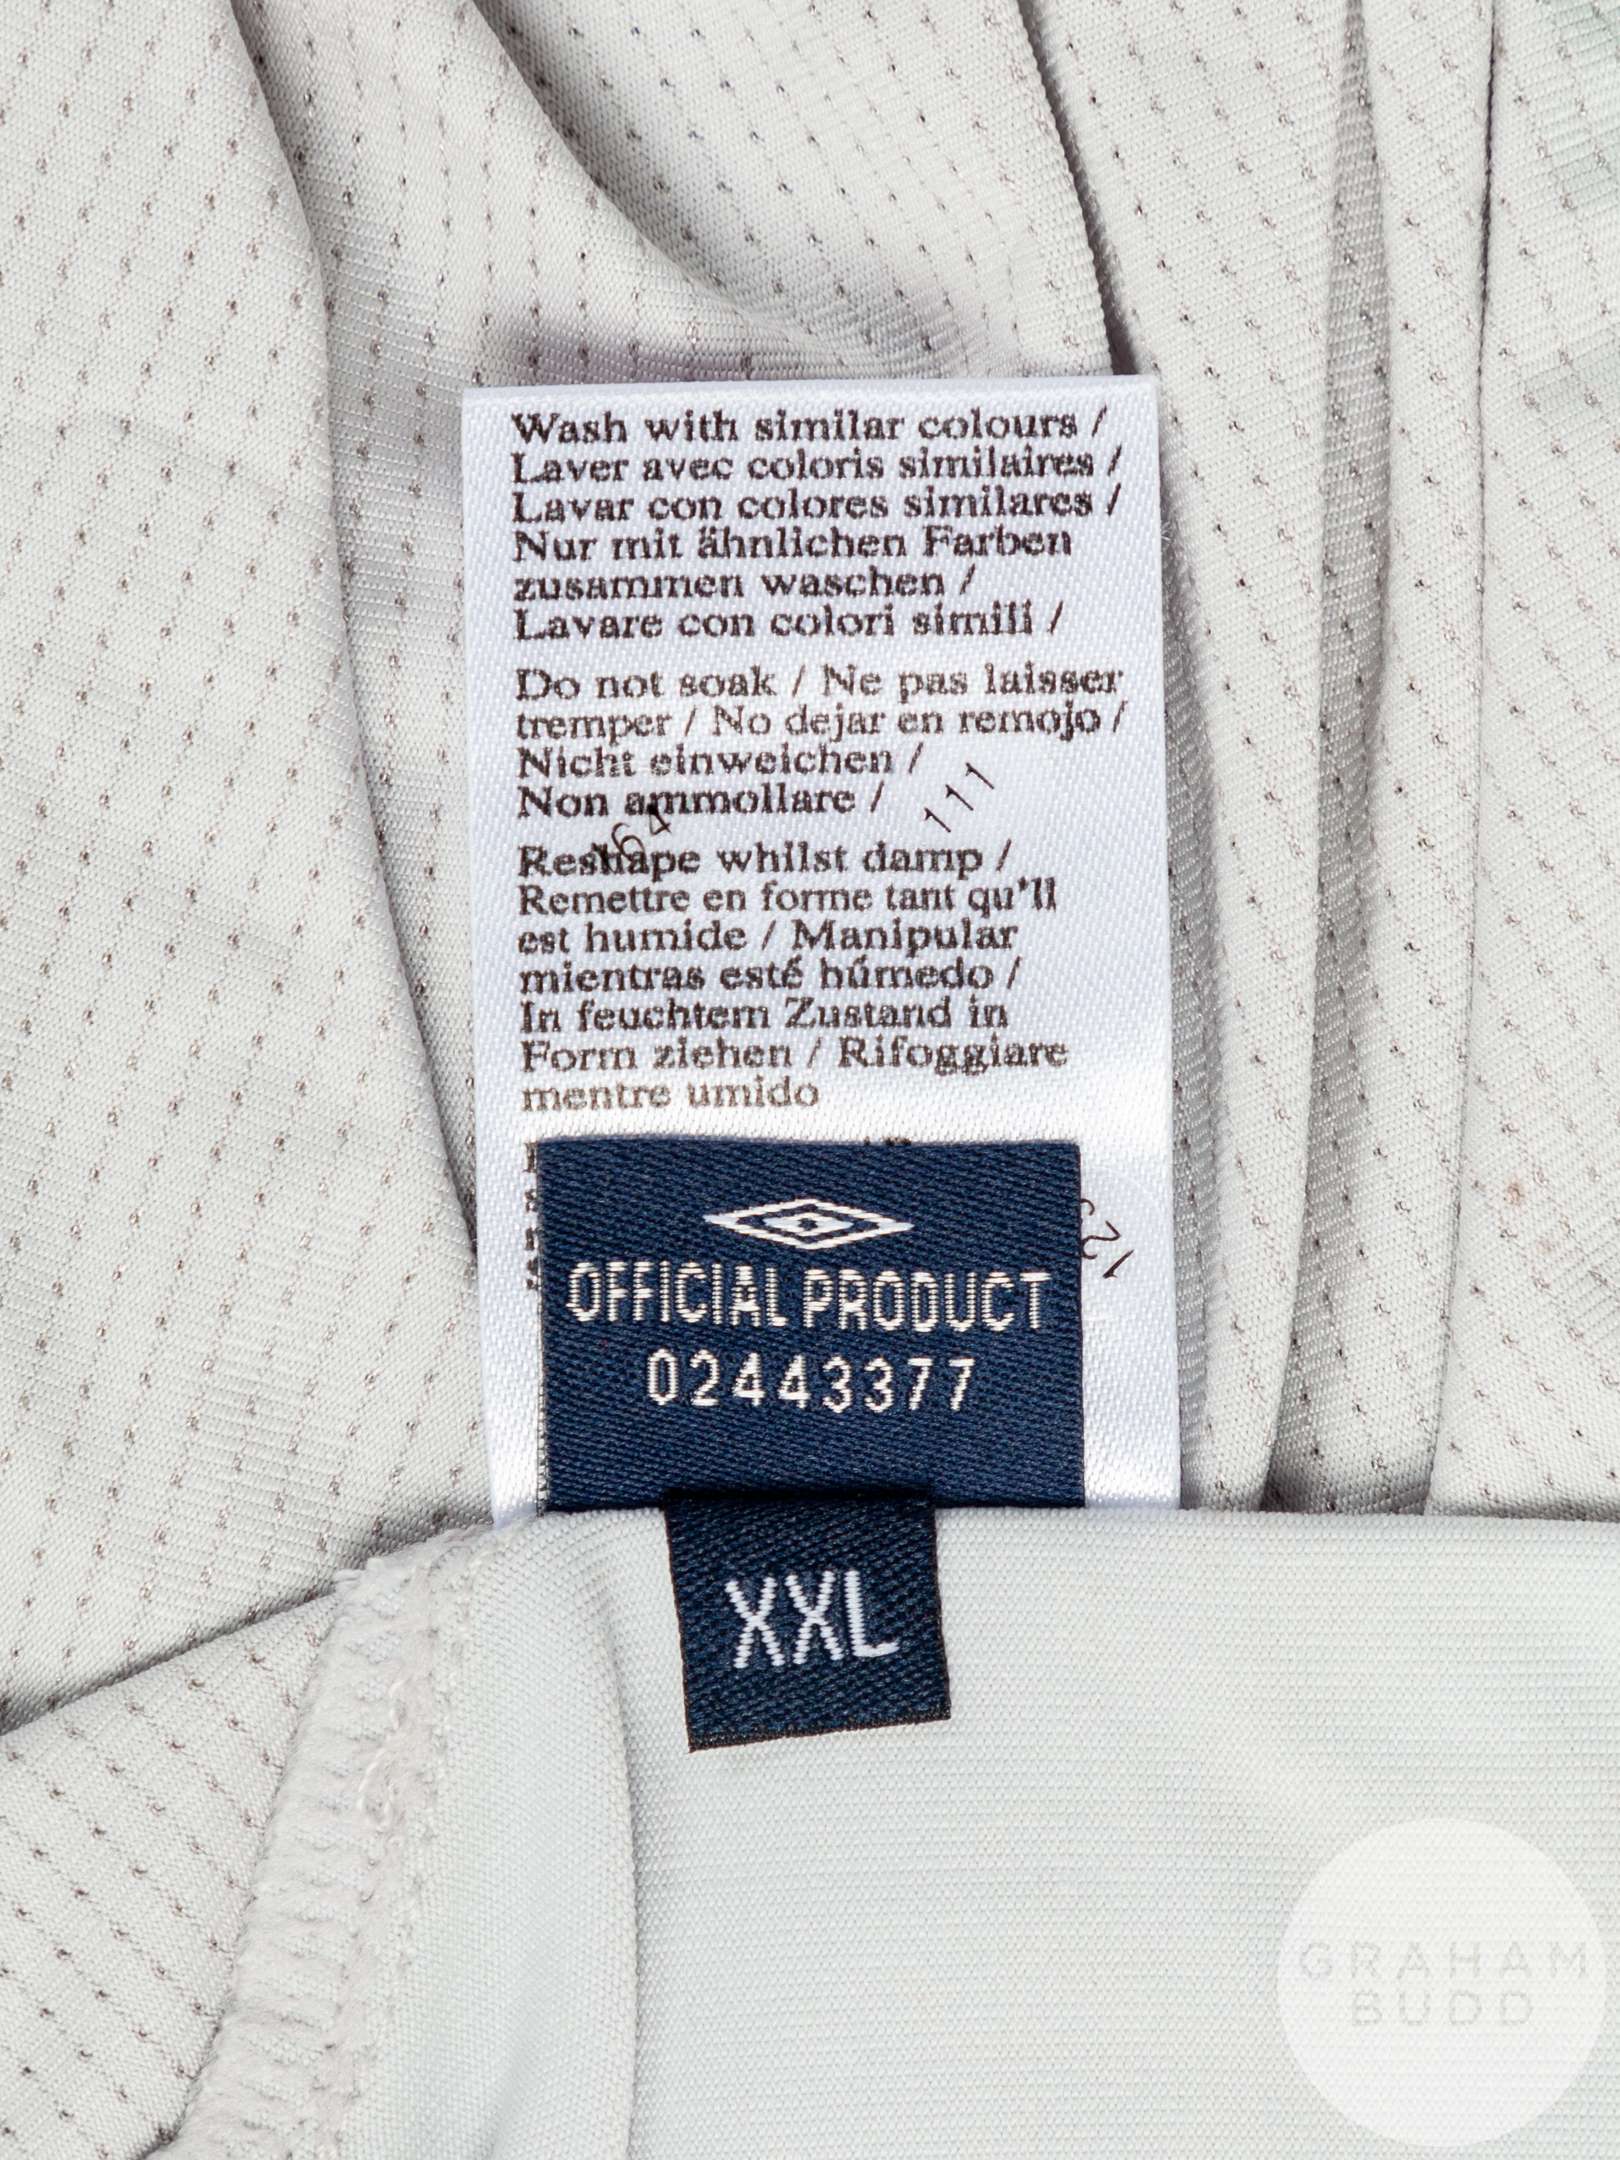 Wash with similar colours /
Laver avec coloris similaires /
Lavar con colores similares /
Nur mit ähnlichen Farben
zusammen waschen /
Lavare con colori simili /
Do not soak / Ne pas laisser
tremper / No dejar en remojo /
Nicht einweichen /
Non ammollare /
111
Reshape whilst damp /
Remettre en forme tant qu'il
est humide / Manipular
mientras esté húmedo /
In feuchtem Zustand in
Form ziehen / Rifoggiare
mentre umido
OFFICIAL PRODUCT
02443377
XXL
GRAHAM
BUDD